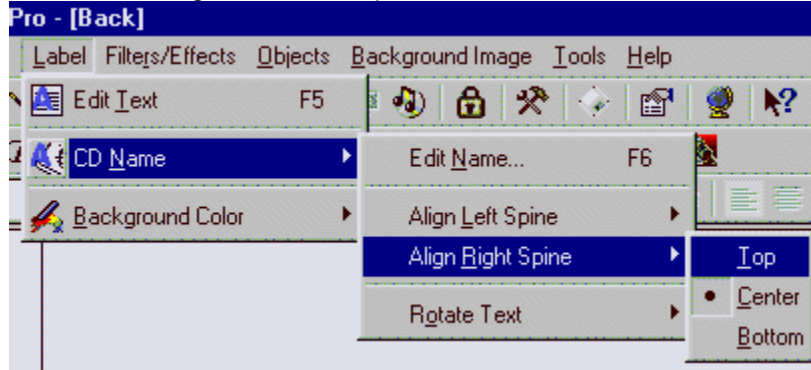 Pro - [Back]
Label Filters/Effects Objects Background Image Tools Help
Edit Text F5
CD Name
Edit Name... F6
Background Color
Align Left Spine
Align Right Spine
Top
Center
Rotate Text
Bottom